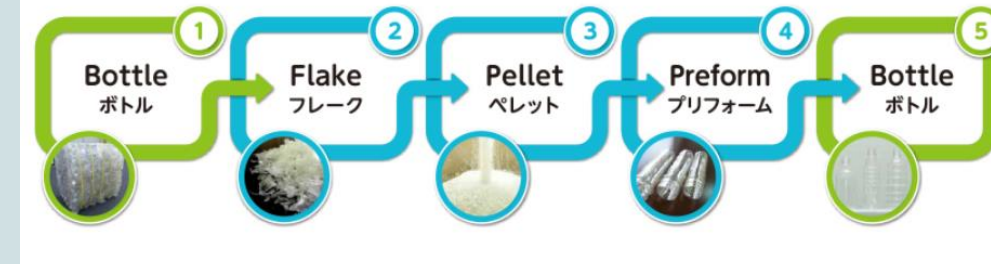 1
Bottle
ボトル
2
Flake
フレーク
3
Pellet
ペレット
4
Preform
プリフォーム
5
Bottle
ボトル